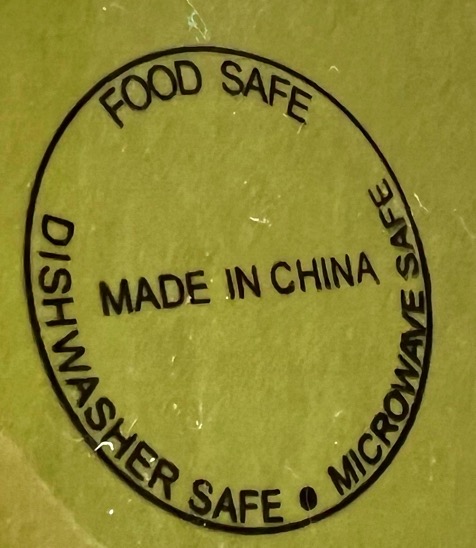 FOOD SAFE
MADE IN CHINA
DISHWASHER SAFE • MICROWAVE SAFE